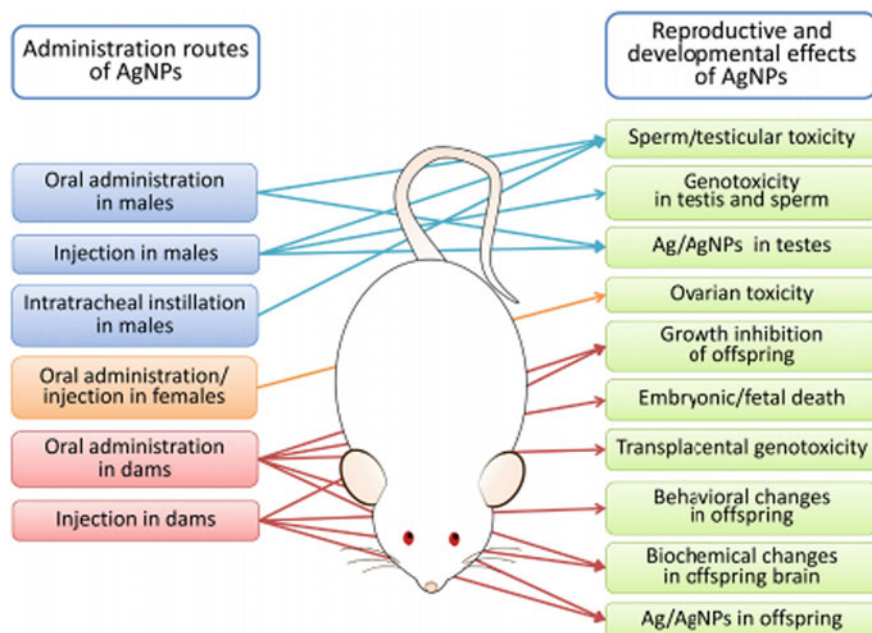 Administration routes
of AgNPs
Oral administration
in males
Injection in males
Intratracheal instillation
in males
Oral administration/
injection in females
Oral administration
in dams
Injection in dams
Reproductive and
developmental effects
of AgNPs
Sperm/testicular toxicity
Genotoxicity
in testis and sperm
Ag/AgNPs in testes
Ovarian toxicity
Growth inhibition
of offspring
Embryonic/fetal death
Transplacental genotoxicity
Behavioral changes
in offspring
Biochemical changes
in offspring brain
Ag/AgNPs in offspring